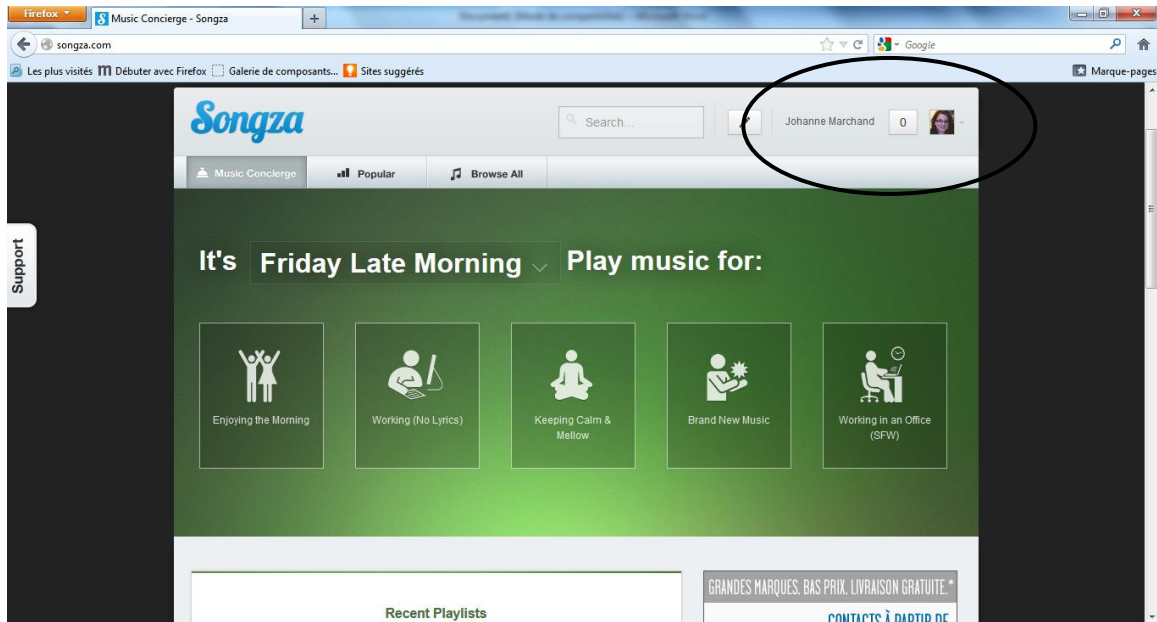 Firefox
Music Concierge - Songza
songza.com
Google
Les plus visités
Débuter avec Firefox
Galerie de composants...
Sites suggérés
Marque-pages
Songza
Search...
Johanne Marchand
0
Music Concierge
Popular
Browse All
Support
It's Friday Late Morning Play music for:
Enjoying the Morning
Working (No Lyrics)
Keeping Calm &
Mellow
Brand New Music
Working in an Office
(SFW)
Recent Playlists
GRANDES MARQUES. BAS PRIX. LIVRAISON GRATUITE.*
CONTACTS À PARTIR DE